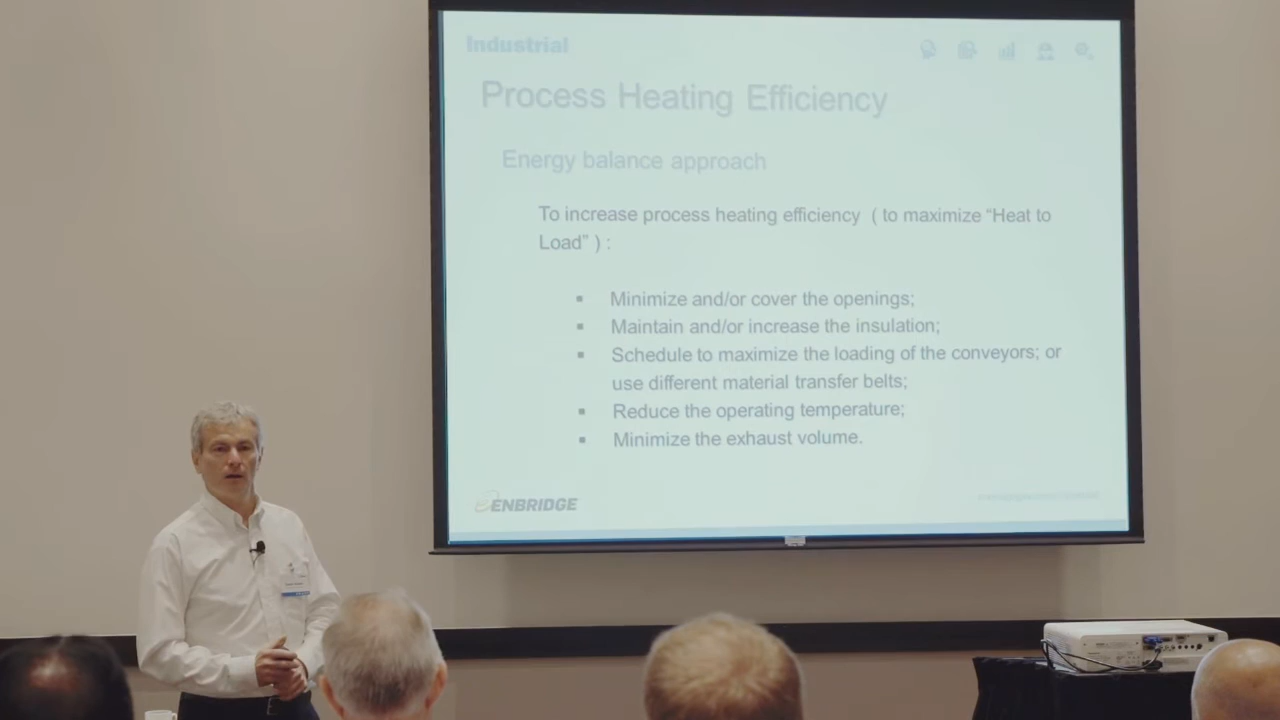 Industrial
Process Heating Efficiency
Energy balance approach
To increase process heating efficiency ( to maximize “Heat to
Load” ) :
▪ Minimize and/or cover the openings;
▪ Maintain and/or increase the insulation;
▪ Schedule to maximize the loading of the conveyors; or
use different material transfer belts;
▪ Reduce the operating temperature;
▪ Minimize the exhaust volume.
ENBRIDGE